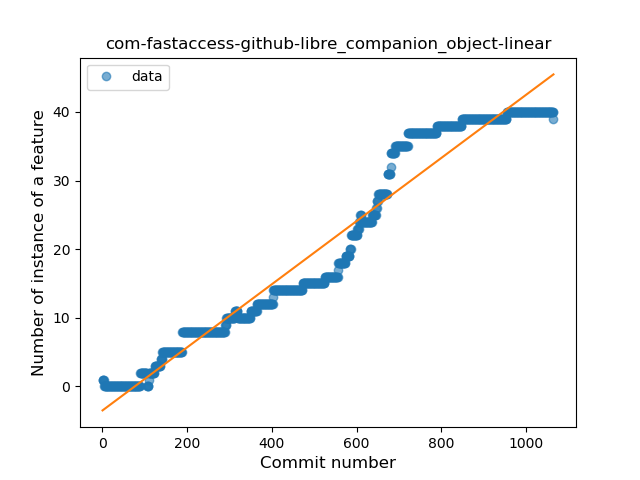 com-fastaccess-github-libre_companion_object-linear
data
Number of instance of a feature
40
30
20
10
0
0 200 400 600 800 1000
Commit number